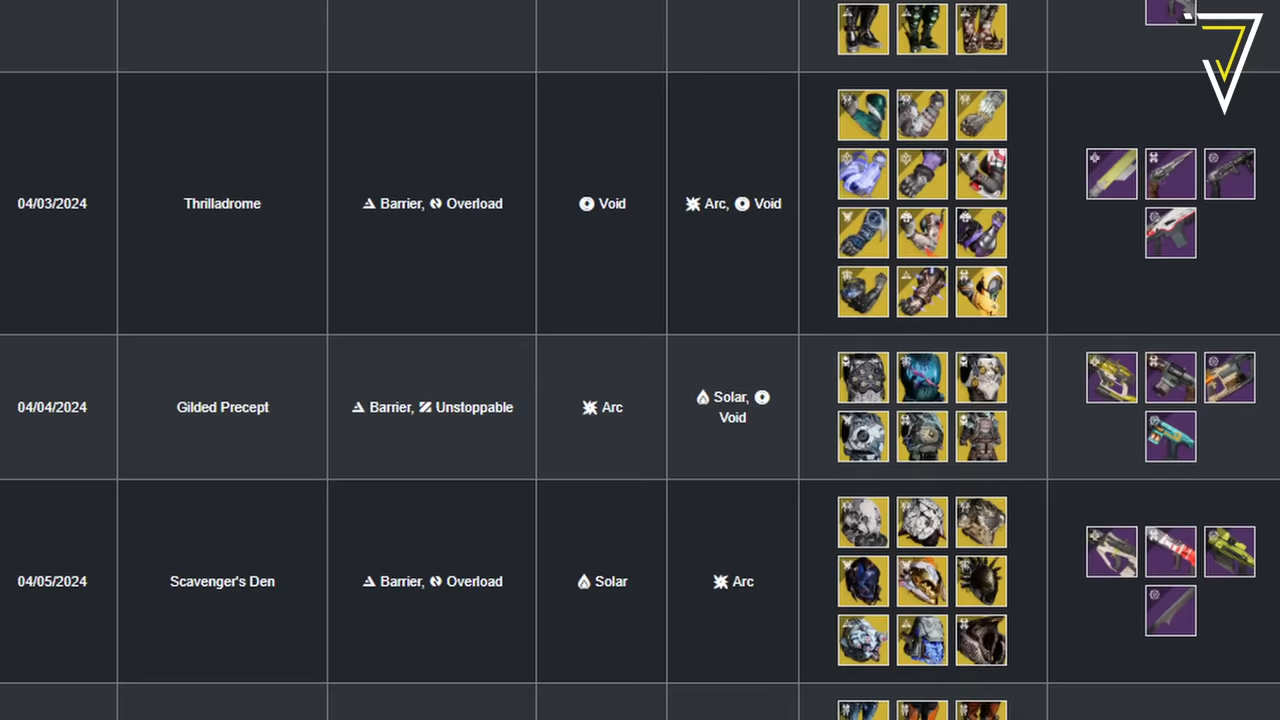 04/03/2024
Thrilladrome
Barrier, Overload
Void
Arc, Void
04/04/2024
Gilded Precept
Barrier, Unstoppable
Arc
Solar,
Void
04/05/2024
Scavenger's Den
Barrier, Overload
Solar
Arc